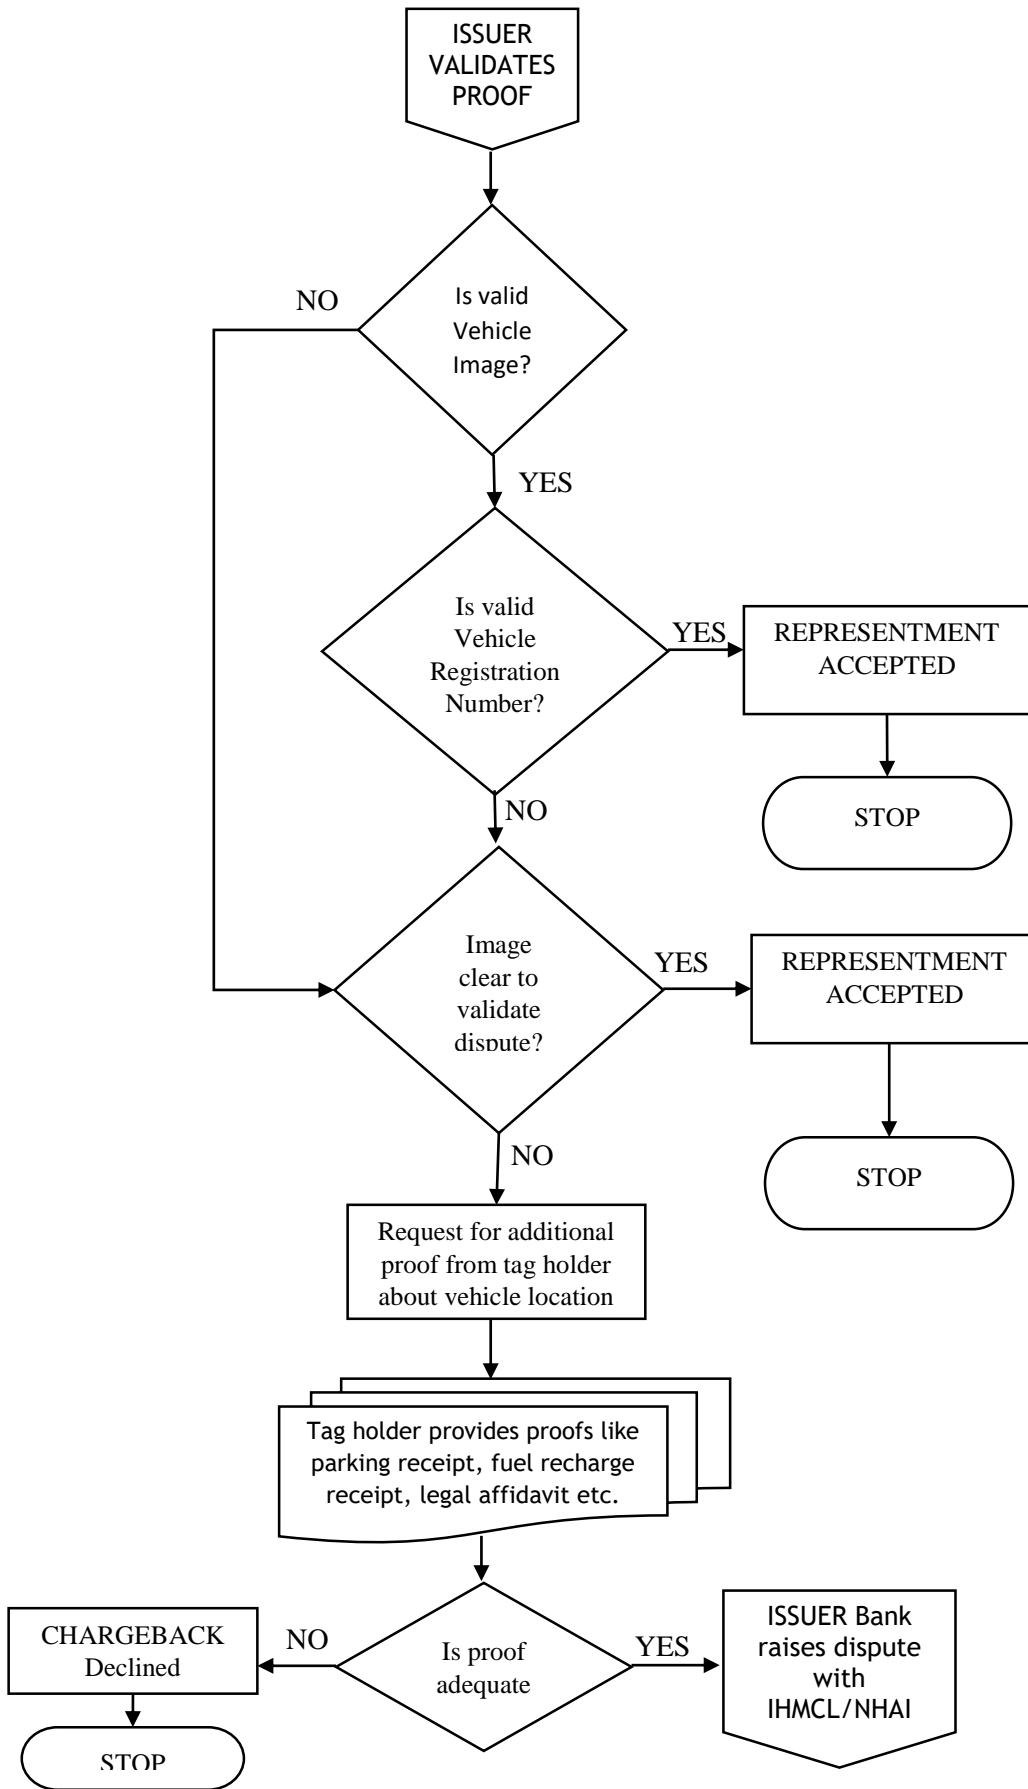 ISSUER
VALIDATES
PROOF
NO
Is valid
Vehicle
Image?
YES
Is valid
Vehicle
Registration
Number?
YES
REPRESENTMENT
ACCEPTED
NO
STOP
Image
clear to
validate
dispute?
YES
REPRESENTMENT
ACCEPTED
NO
STOP
Request for additional
proof from tag holder
about vehicle location
Tag holder provides proofs like
parking receipt, fuel recharge
receipt, legal affidavit etc.
CHARGEBACK
Declined
NO
Is proof
adequate
YES
ISSUER Bank
raises dispute
with
IHMCL/NHAI
STOP